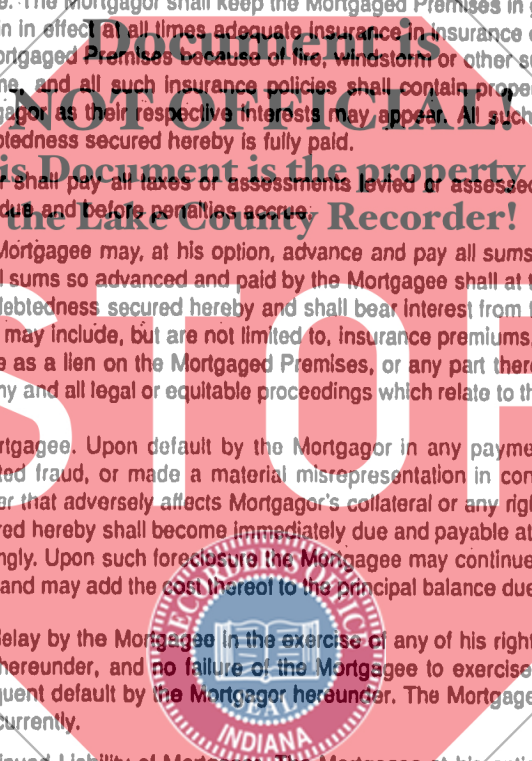 e. The Mortgagor shall keep the Mortgaged Premises in g
in in effect at all times adequate insurance in insurance
Document is
ortgaged Premises because of fire, windstorm or other su
ne, and all such insurance policies shall contain proper
NOT OFFICIAL!
gagor as their respective interests may appear. All such
btedness secured hereby is fully paid.
is Document is the property
r shall pay all taxes or assessments levied or assessed
due and before penalties accrue.
the Lake County Recorder!
Mortgagee may, at his option, advance and pay all sums
l sums so advanced and paid by the Mortgagee shall at t
debtedness secured hereby and shall bear interest from t
STOP
may include, but are not limited to, insurance premiums,
e as a lien on the Mortgaged Premises, or any part there
ny and all legal or equitable proceedings which relate to th
rtgagee. Upon default by the Mortgagor in any payme
ted fraud, or made a material misrepresentation in con
er that adversely affects Mortgagor's collateral or any righ
red hereby shall become immediately due and payable at
ngly. Upon such foreclosure the Mortgagee may continue
and may add the cost thereof to the principal balance due
RECORDER'S OFFICE
delay by the Mortgagee in the exercise of any of his right
hereunder, and no failure of the Mortgagee to exercise
quent default by the Mortgagor hereunder. The Mortgage
SEAL
currently.
INDIANA